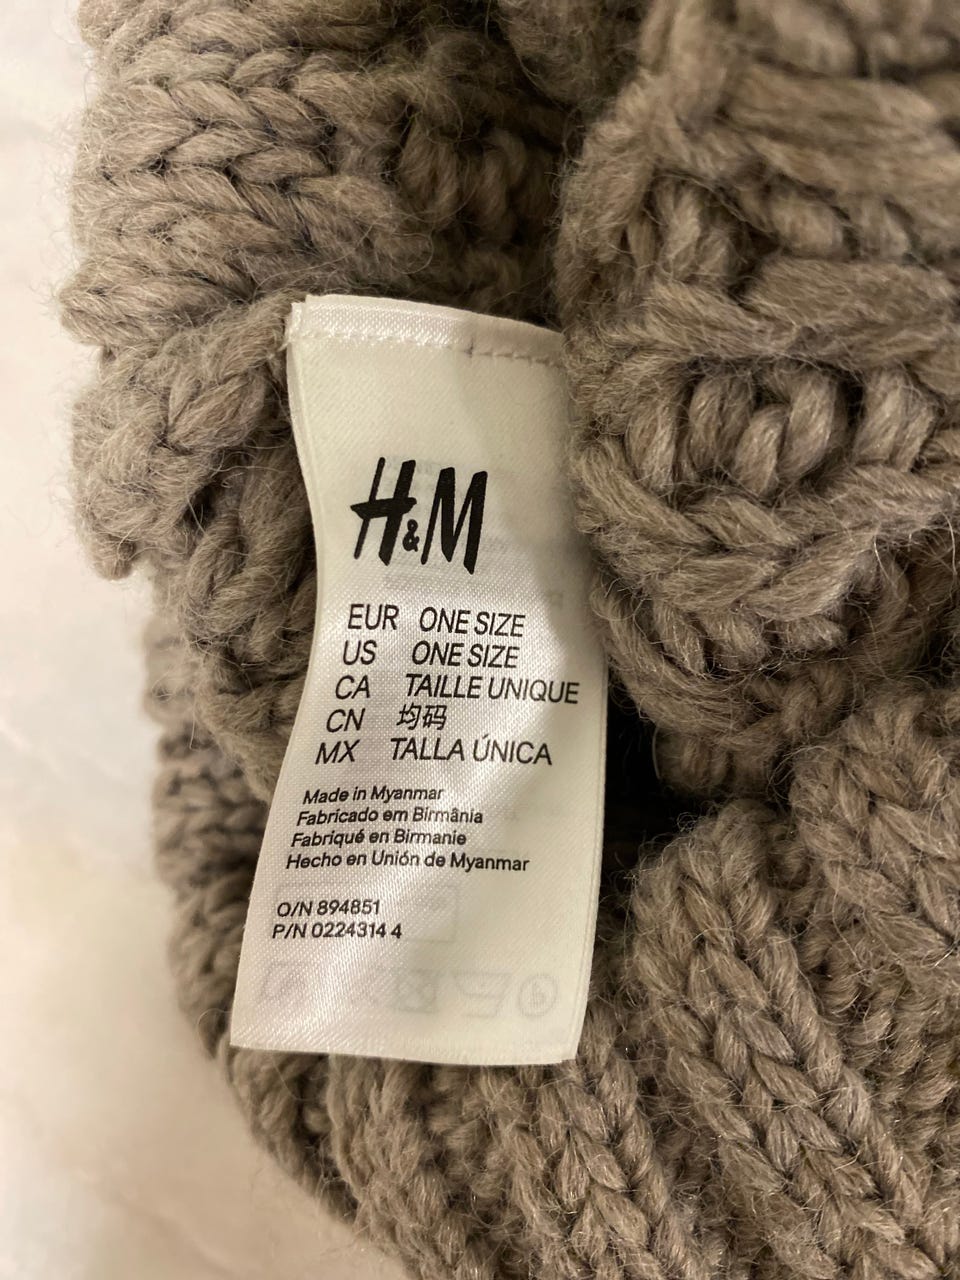 H&M
EUR ONE SIZE
US ONE SIZE
CA TAILLE UNIQUE
CN 均码
MX TALLA ÚNICA
Made in Myanmar
Fabricado em Birmânia
Fabriqué en Birmanie
Hecho en Unión de Myanmar
O/N 894851
P/N 0224314 4